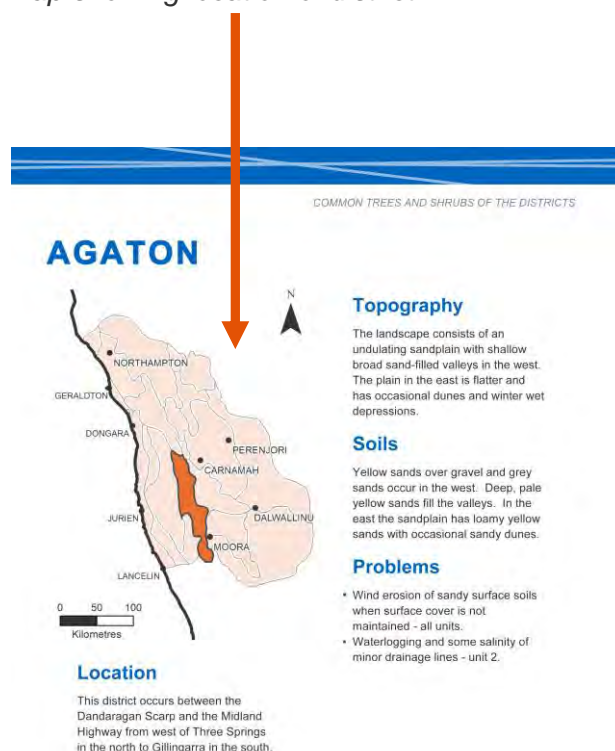 COMMON TREES AND SHRUBS OF THE DISTRICTS
AGATON
N
NORTHAMPTON
GERALDTON
DONGARA
PERENJORI
CARNAMAH
JURIEN
DALWALLINU
MOORA
LANCELIN
0 50 100
Kilometres
Location
This district occurs between the
Dandaragan Scarp and the Midland
Highway from west of Three Springs
in the north to Gillingarra in the south.
Topography
The landscape consists of an
undulating sandplain with shallow
broad sand-filled valleys in the west.
The plain in the east is flatter and
has occasional dunes and winter wet
depressions.
Soils
Yellow sands over gravel and grey
sands occur in the west. Deep, pale
yellow sands fill the valleys. In the
east the sandplain has loamy yellow
sands with occasional sandy dunes.
Problems
• Wind erosion of sandy surface soils
when surface cover is not
maintained - all units.
• Waterlogging and some salinity of
minor drainage lines - unit 2.